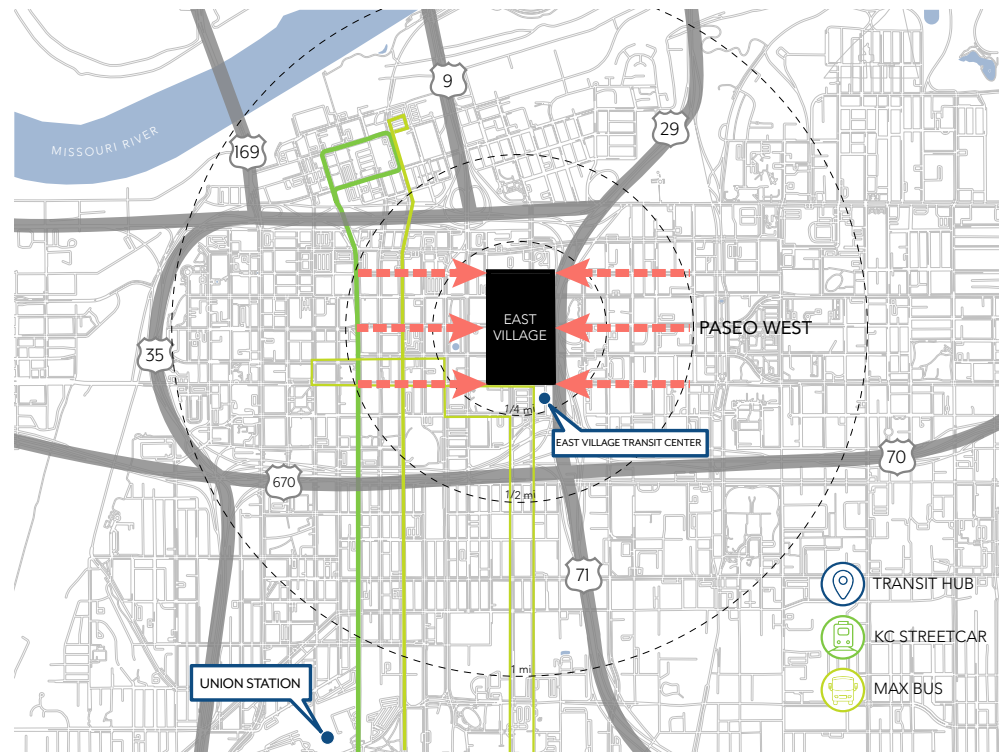 9
29
MISSOURI RIVER
169
EAST
VILLAGE
PASEO WEST
35
1/4 mi
EAST VILLAGE TRANSIT CENTER
70
670
1/2 mi
71
TRANSIT HUB
KC STREETCAR
1 mi
UNION STATION
MAX BUS